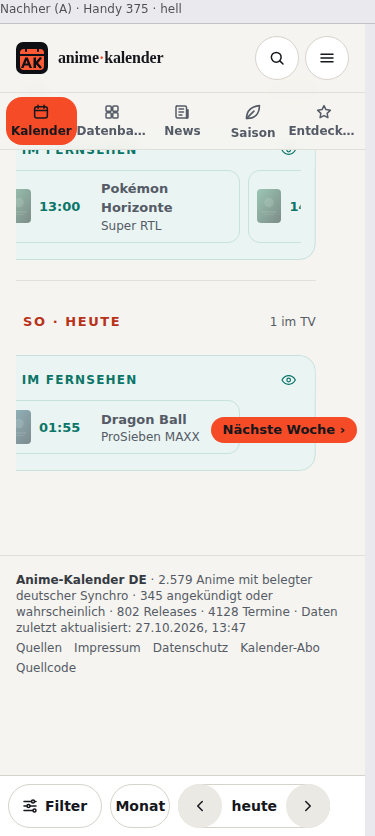 Nachher (A) · Handy 375 · hell
AK
anime·kalender
Kalender
Datenba…
News
Saison
Entdeck…
IM FERNSEHEN
13:00
Pokémon
Horizonte
Super RTL
14
SO · HEUTE
1 im TV
IM FERNSEHEN
01:55
Dragon Ball
ProSieben MAXX
Nächste Woche ›
Anime-Kalender DE · 2.579 Anime mit belegter
deutscher Synchro · 345 angekündigt oder
wahrscheinlich · 802 Releases · 4128 Termine · Daten
zuletzt aktualisiert: 27.10.2026, 13:47
Quellen Impressum Datenschutz Kalender-Abo
Quellcode
Filter
Monat
heute